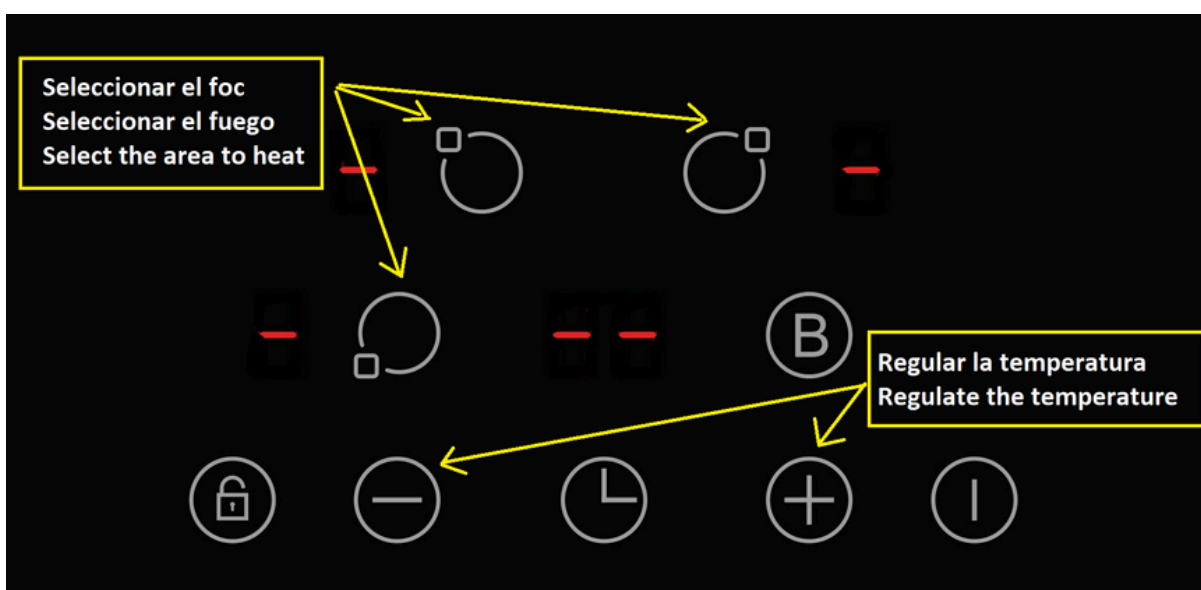 Seleccionar el foc
Seleccionar el fuego
Select the area to heat
B
Regular la temperatura
Regulate the temperature